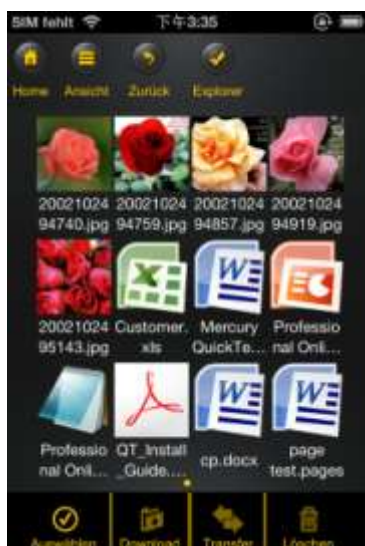 SIM fehlt 下午3:35
Home Ansicht Zurück Explorer
20021024 20021024 20021024 20021024
94740.jpg 94759.jpg 94857.jpg 94919.jpg
20021024 Customer. Mercury Professio
95143.jpg xls QuickTe... nal Onli...
Professio QT_Install cp.docx page
nal Onli... _Guide.... test.pages
Auswählen Download Transfer Löschen